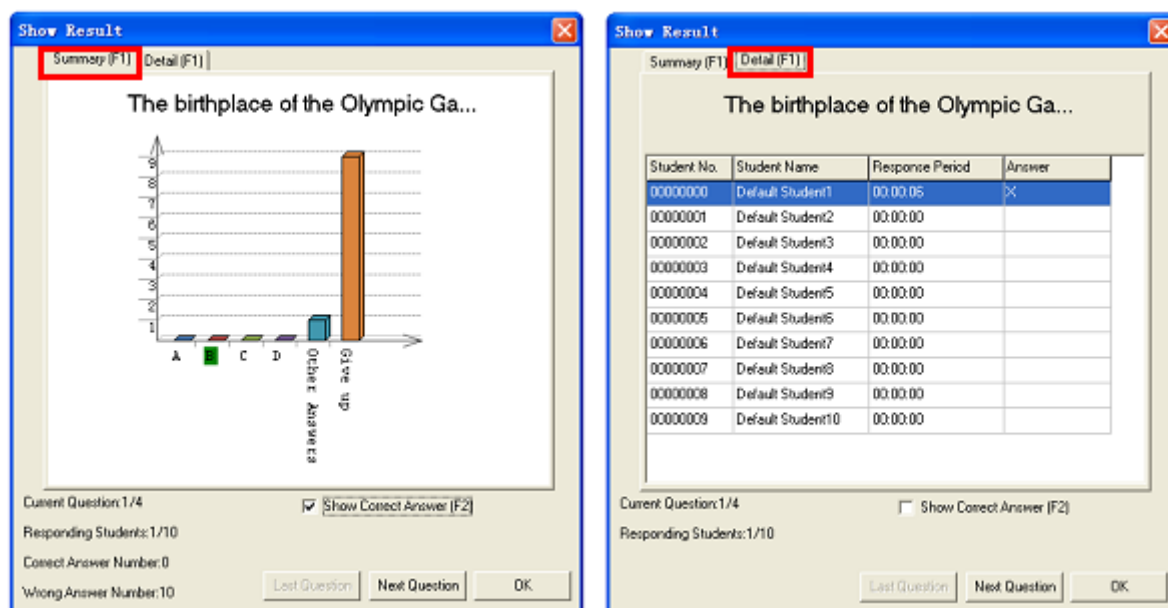 Show Result
Summary (F1) Detail (F1)
The birthplace of the Olympic Ga...
9
8
7
6
5
4
3
2
1
A B C D Other Answers Give up
Current Question:1/4
Show Correct Answer (F2)
Responding Students:1/10
Correct Answer Number:0
Wrong Answer Number:10
Last Question Next Question OK
Show Result
Summary (F1) Detail (F1)
The birthplace of the Olympic Ga...
Student No. Student Name Response Period Answer
00000000 Default Student1 00:00:06 X
00000001 Default Student2 00:00:00
00000002 Default Student3 00:00:00
00000003 Default Student4 00:00:00
00000004 Default Student5 00:00:00
00000005 Default Student6 00:00:00
00000006 Default Student7 00:00:00
00000007 Default Student8 00:00:00
00000008 Default Student9 00:00:00
00000009 Default Student10 00:00:00
Current Question:1/4
Show Correct Answer (F2)
Responding Students:1/10
Last Question Next Question OK